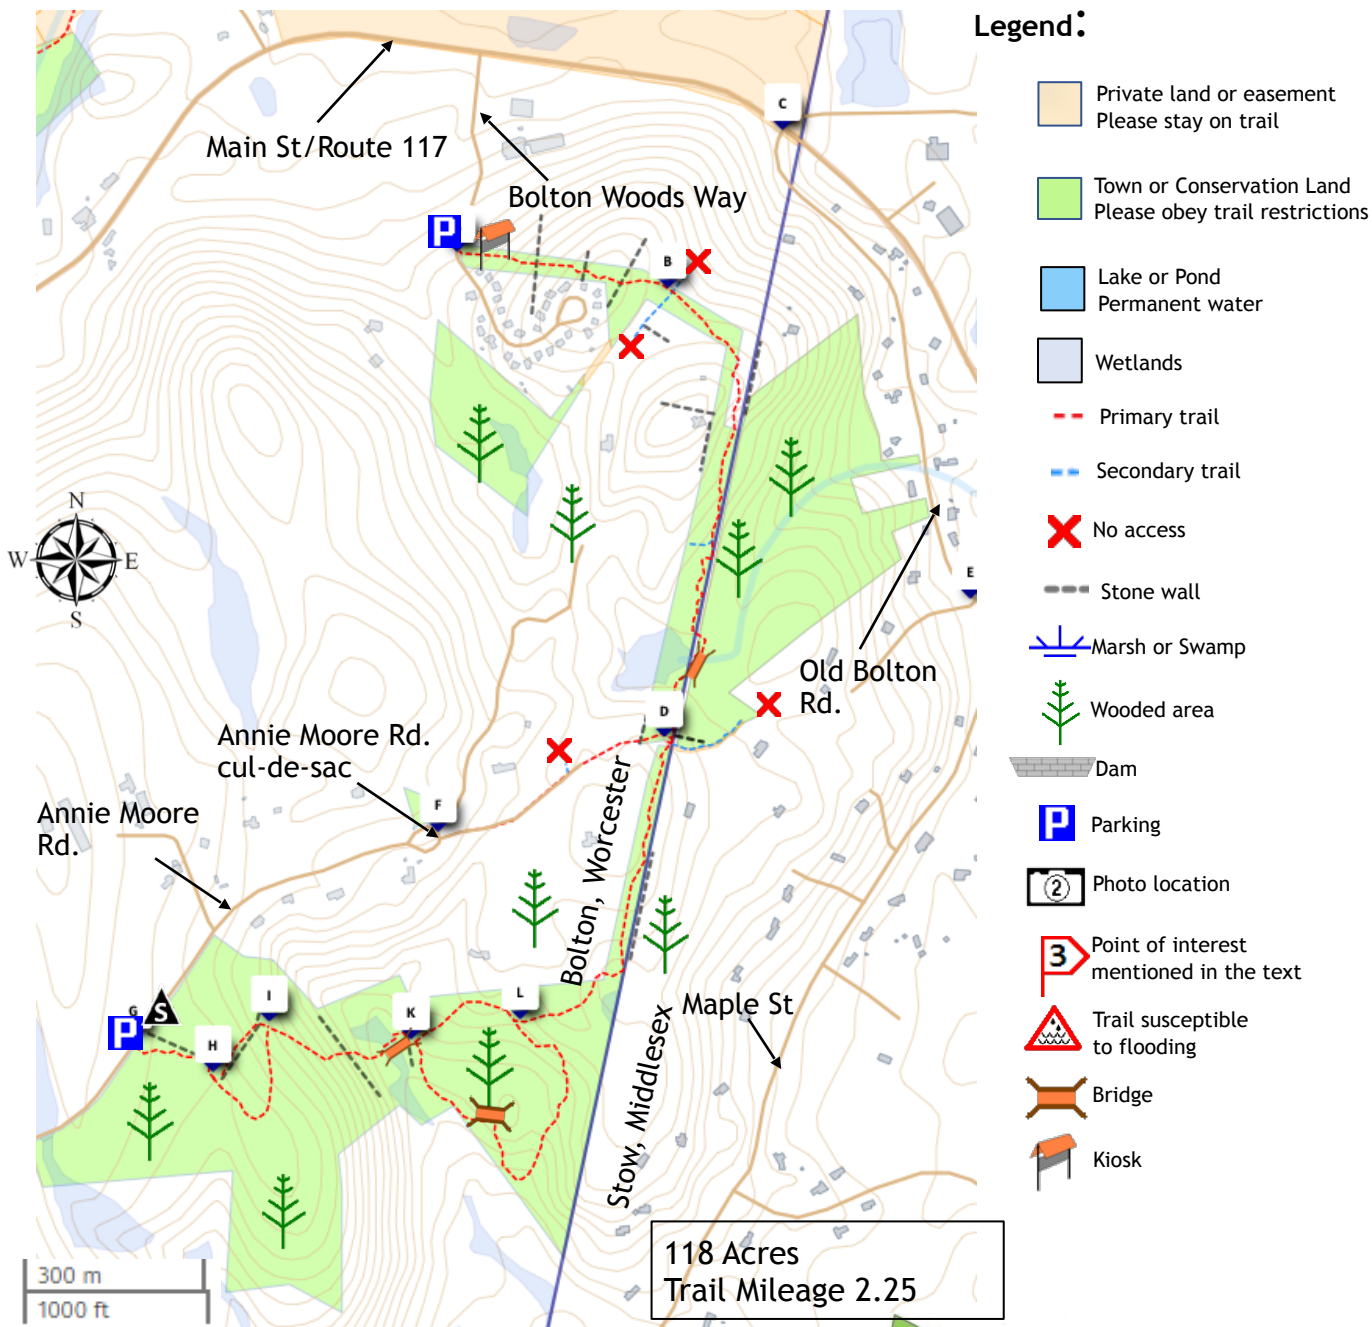 Legend:
Private land or easement
Please stay on trail
Town or Conservation Land
Please obey trail restrictions
Lake or Pond
Permanent water
Wetlands
Primary trail
Secondary trail
No access
Stone wall
Marsh or Swamp
Wooded area
Dam
P
Parking
2
Photo location
3
Point of interest
mentioned in the text
Trail susceptible
to flooding
Bridge
Kiosk
C
Main St/Route 117
Bolton Woods Way
P
B
N
W
E
S
E
Old Bolton
Rd.
D
Annie Moore Rd.
cul-de-sac
F
Annie Moore
Rd.
Bolton, Worcester
Stow, Middlesex
Maple St
G
S
P
H
I
K
L
118 Acres
Trail Mileage 2.25
300 m
1000 ft